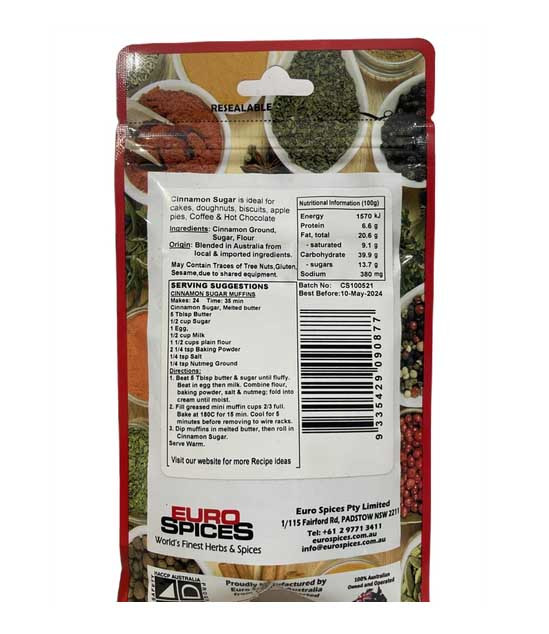 RESEALABLE
Cinnamon Sugar is ideal for
cakes, doughnuts, biscuits, apple
pies, Coffee & Hot Chocolate
Ingredients: Cinnamon Ground,
Sugar, Flour
Origin: Blended in Australia from
local & imported ingredients.
May Contain Traces of Tree Nuts,Gluten,
Sesame,due to shared equipment.
Nutritional Information (100g)
Energy 1570 kJ
Protein 6.6 g
Fat, total 20.6 g
- saturated 9.1 g
Carbohydrate 39.9 g
- sugars 13.7 g
Sodium 380 mg
Batch No: CS100521
Best Before:10-May-2024
SERVING SUGGESTIONS
CINNAMON SUGAR MUFFINS
Makes: 24 Time: 35 min
Cinnamon Sugar, Melted butter
5 Tbisp Butter
1/2 cup Sugar
1 Egg,
1/2 cup Milk
1 1/2 cups plain flour
2 1/4 tsp Baking Powder
1/4 tsp Salt
1/4 tsp Nutmeg Ground
Directions:
1. Beat 5 Tbisp butter & sugar until fluffy.
Beat in egg then milk. Combine flour,
baking powder, salt & nutmeg; fold into
cream until moist.
2. Fill greased mini muffin cups 2/3 full.
Bake at 180C for 15 min. Cool for 5
minutes before removing to wire racks.
3. Dip muffins in melted butter, then roll in
Cinnamon Sugar.
Serve Warm.
Visit our website for more Recipe ideas
9 335429 090877
EURO
SPICES
World's Finest Herbs & Spices
Euro Spices Pty Limited
1/115 Fairford Rd, PADSTOW NSW 2211
Tel: +61 2 9771 3411
eurospices.com.au
info@eurospices.com.au
HACCP AUSTRALIA
Proudly Manufactured by
Euro Spices Australia
from
100% Australian
Owned and Operated